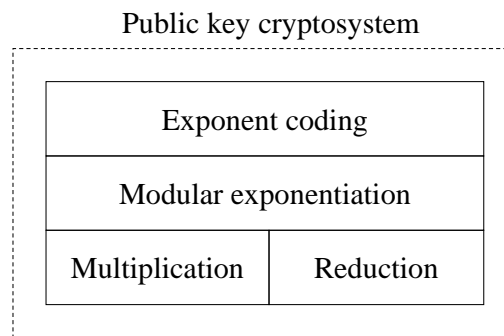 Public key cryptosystem
Exponent coding
Modular exponentiation
Multiplication Reduction